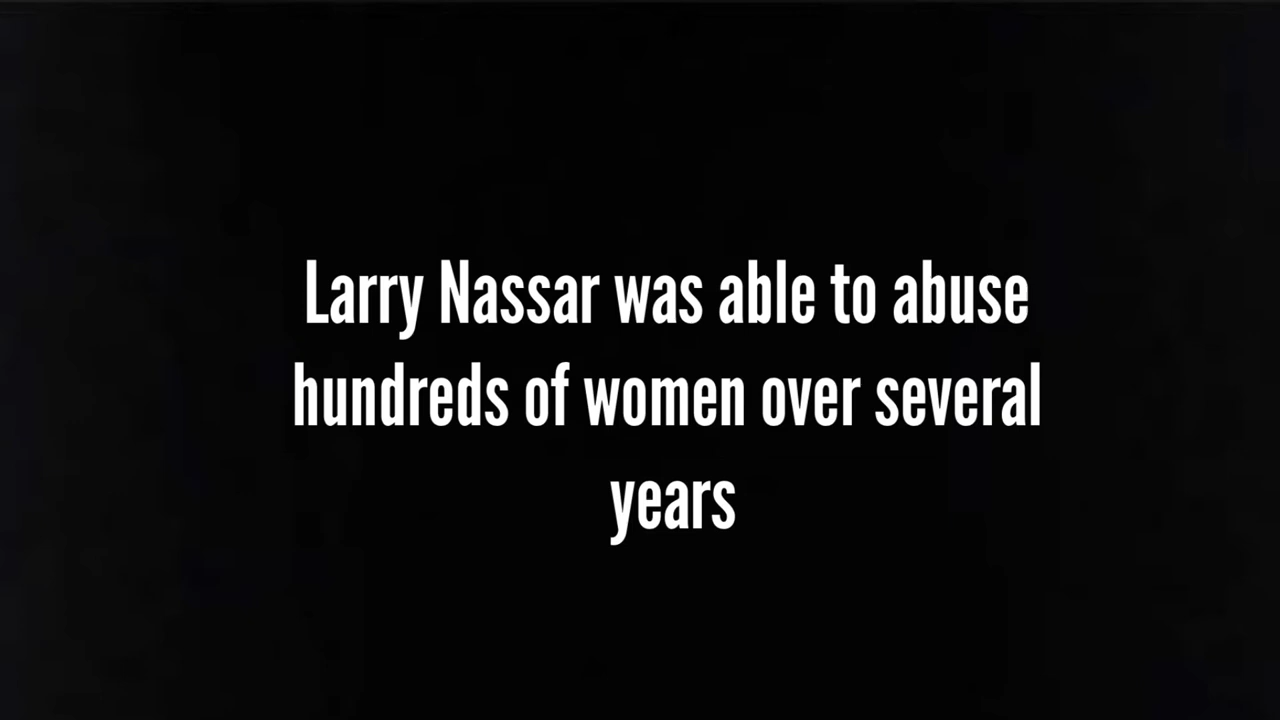 Larry Nassar was able to abuse
hundreds of women over several
years